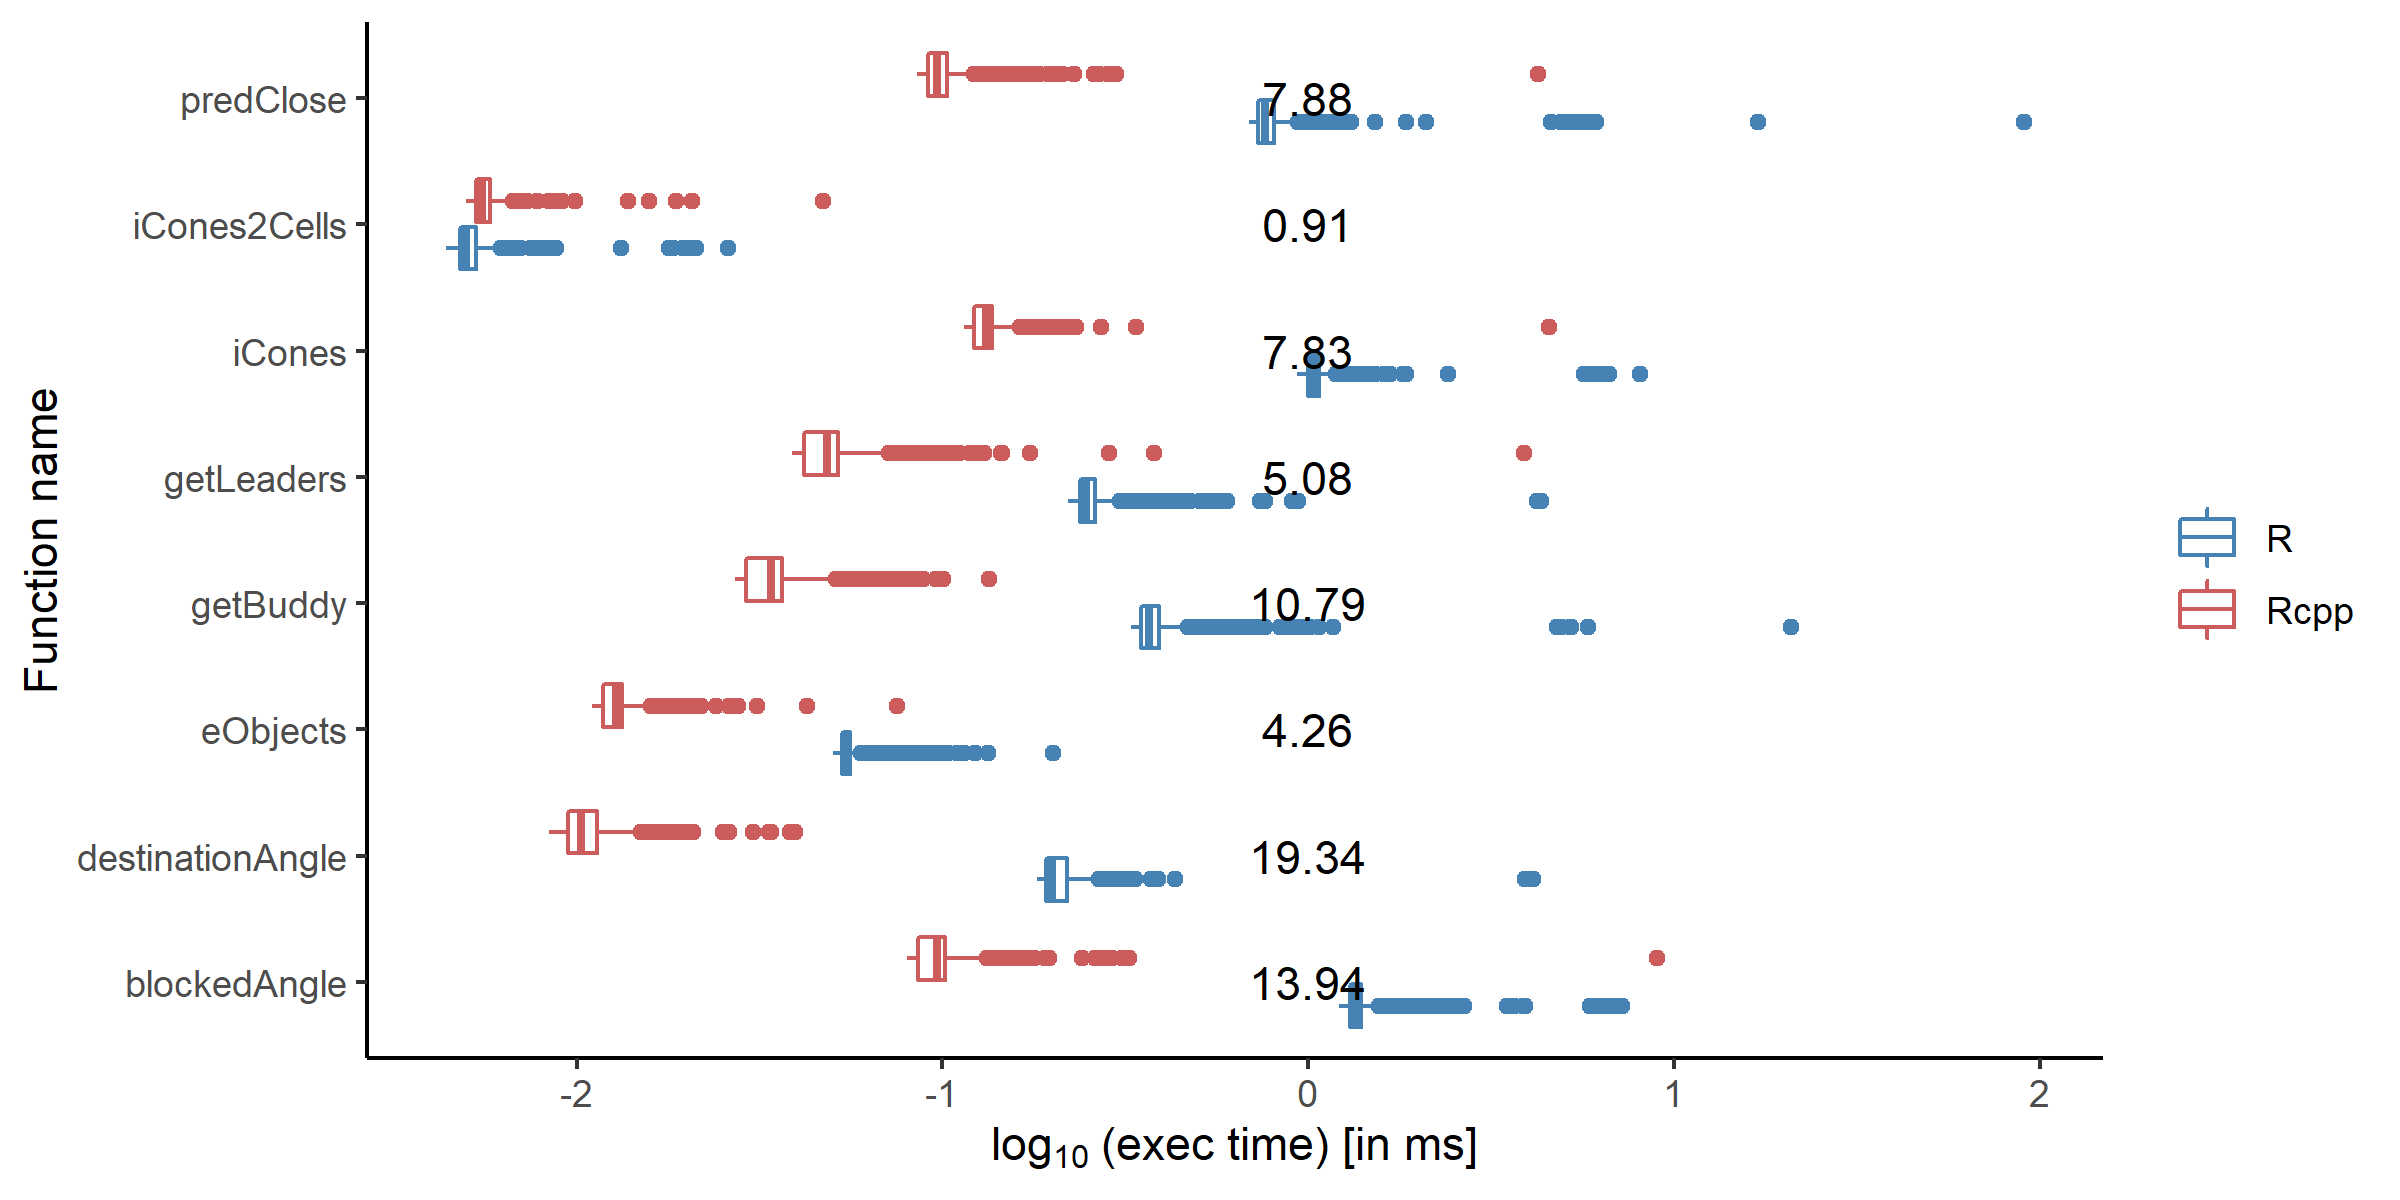 Function name
predClose
7.88
iCones2Cells
0.91
iCones
7.83
getLeaders
5.08
getBuddy
10.79
eObjects
4.26
destinationAngle
19.34
blockedAngle
13.94
-2 -1 0 1 2
log10 (exec time) [in ms]
R
Rcpp